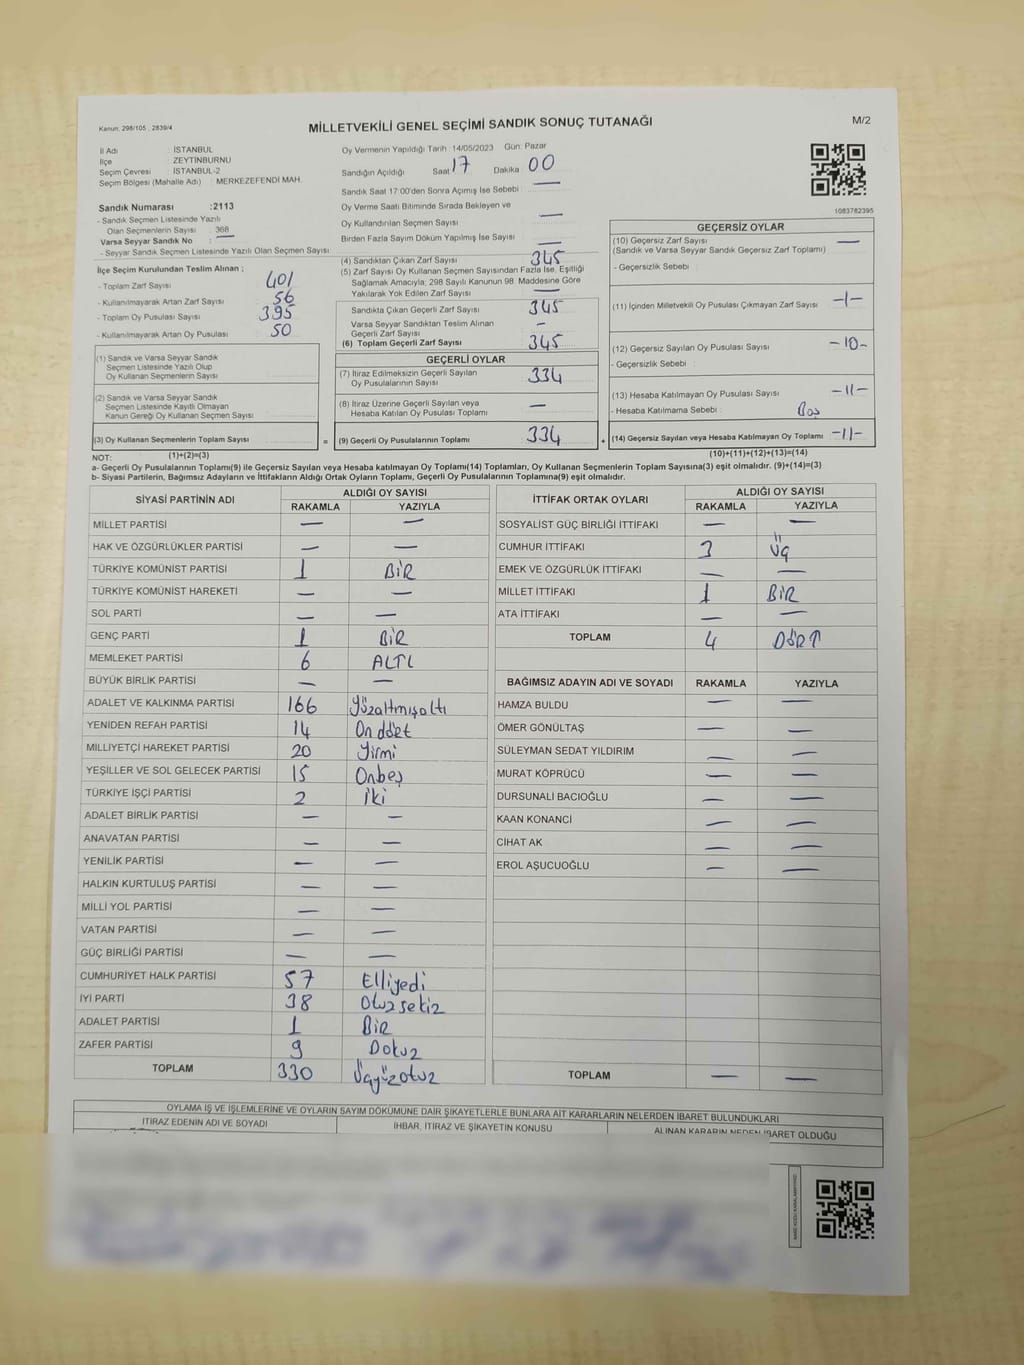 Kanun: 298/105 , 2839/4
MİLLETVEKİLİ GENEL SEÇİMİ SANDIK SONUÇ TUTANAĞI
M/2
İl Adı : İSTANBUL
İlçe : ZEYTİNBURNU
Seçim Çevresi : İSTANBUL-2
Seçim Bölgesi (Mahalle Adı) : MERKEZEFENDİ MAH.
Oy Vermenin Yapıldığı Tarih : 14/05/2023 Gün: Pazar
Sandığın Açıldığı Saat 17 Dakika 00
Sandık Saat 17:00'den Sonra Açımış İse Sebebi : —
Oy Verme Saati Bitiminde Sırada Bekleyen ve
Oy Kullandırılan Seçmen Sayısı : —
Birden Fazla Sayım Döküm Yapılmış İse Sayısı : —
1083782395
Sandık Numarası :2113
- Sandık Seçmen Listesinde Yazılı
Olan Seçmenlerin Sayısı : 368
Varsa Seyyar Sandık No : —
- Seyyar Sandık Seçmen Listesinde Yazılı Olan Seçmen Sayısı :
İlçe Seçim Kurulundan Teslim Alınan ;
- Toplam Zarf Sayısı : 401
- Kullanılmayarak Artan Zarf Sayısı : 56
- Toplam Oy Pusulası Sayısı : 395
- Kullanılmayarak Artan Oy Pusulası : 50
(4) Sandıktan Çıkan Zarf Sayısı : 345
(5) Zarf Sayısı Oy Kullanan Seçmen Sayısından Fazla İse, Eşitliği
Sağlamak Amacıyla, 298 Sayılı Kanunun 98. Maddesine Göre
Yakılarak Yok Edilen Zarf Sayısı : —
Sandıkta Çıkan Geçerli Zarf Sayısı : 345
Varsa Seyyar Sandıktan Teslim Alınan
Geçerli Zarf Sayısı : —
(6) Toplam Geçerli Zarf Sayısı : 345
GEÇERSİZ OYLAR
(10) Geçersiz Zarf Sayısı : —
(Sandık ve Varsa Seyyar Sandık Geçersiz Zarf Toplamı)
- Geçersizlik Sebebi :
(11) İçinden Milletvekili Oy Pusulası Çıkmayan Zarf Sayısı : -1-
(12) Geçersiz Sayılan Oy Pusulası Sayısı : -10-
- Geçersizlik Sebebi :
(13) Hesaba Katılmayan Oy Pusulası Sayısı : -11-
- Hesaba Katılmama Sebebi : Boş
(14) Geçersiz Sayılan veya Hesaba Katılmayan Oy Toplamı -11-
(10)+(11)+(12)+(13)=(14)
(1) Sandık ve Varsa Seyyar Sandık
Seçmen Listesinde Yazılı Olup
Oy Kullanan Seçmenlerin Sayısı :
(2) Sandık ve Varsa Seyyar Sandık
Seçmen Listesinde Kayıtlı Olmayan
Kanun Gereği Oy Kullanan Seçmen Sayısı :
(3) Oy Kullanan Seçmenlerin Toplam Sayısı
(1)+(2)=(3)
GEÇERLİ OYLAR
(7) İtiraz Edilmeksizin Geçerli Sayılan
Oy Pusulalarının Sayısı : 334
(8) İtiraz Üzerine Geçerli Sayılan veya
Hesaba Katılan Oy Pusulası Toplamı : —
= (9) Geçerli Oy Pusulalarının Toplamı : 334 +
NOT:
a- Geçerli Oy Pusulalarının Toplamı(9) ile Geçersiz Sayılan veya Hesaba katılmayan Oy Toplamı(14) Toplamları, Oy Kullanan Seçmenlerin Toplam Sayısına(3) eşit olmalıdır. (9)+(14)=(3)
b- Siyasi Partilerin, Bağımsız Adayların ve İttifakların Aldığı Ortak Oyların Toplamı, Geçerli Oy Pusulalarının Toplamına(9) eşit olmalıdır.
SİYASİ PARTİNİN ADI ALDIĞI OY SAYISI
RAKAMLA YAZIYLA
MİLLET PARTİSİ — —
HAK VE ÖZGÜRLÜKLER PARTİSİ — —
TÜRKİYE KOMÜNİST PARTİSİ 1 BİR
TÜRKİYE KOMÜNİST HAREKETİ — —
SOL PARTİ — —
GENÇ PARTİ 1 BİR
MEMLEKET PARTİSİ 6 ALTI
BÜYÜK BİRLİK PARTİSİ — —
ADALET VE KALKINMA PARTİSİ 166 Yüzaltmışaltı
YENİDEN REFAH PARTİSİ 14 On dört
MİLLİYETÇİ HAREKET PARTİSİ 20 Yirmi
YEŞİLLER VE SOL GELECEK PARTİSİ 15 Onbeş
TÜRKİYE İŞÇİ PARTİSİ 2 iki
ADALET BİRLİK PARTİSİ — —
ANAVATAN PARTİSİ — —
YENİLİK PARTİSİ — —
HALKIN KURTULUŞ PARTİSİ — —
MİLLİ YOL PARTİSİ — —
VATAN PARTİSİ — —
GÜÇ BİRLİĞİ PARTİSİ — —
CUMHURİYET HALK PARTİSİ 57 Elliyedi
İYİ PARTİ 38 Otuzsekiz
ADALET PARTİSİ 1 BİR
ZAFER PARTİSİ 9 Dokuz
TOPLAM 330 Üçyüzotuz
İTTİFAK ORTAK OYLARI ALDIĞI OY SAYISI
RAKAMLA YAZIYLA
SOSYALİST GÜÇ BİRLİĞİ İTTİFAKI — —
CUMHUR İTTİFAKI 3 Üç
EMEK VE ÖZGÜRLÜK İTTİFAKI — —
MİLLET İTTİFAKI 1 BİR
ATA İTTİFAKI — —
TOPLAM 4 DÖRT
BAĞIMSIZ ADAYIN ADI VE SOYADI RAKAMLA YAZIYLA
HAMZA BULDU — —
ÖMER GÖNÜLTAŞ — —
SÜLEYMAN SEDAT YILDIRIM — —
MURAT KÖPRÜCÜ — —
DURSUNALİ BACIOĞLU — —
KAAN KONANCİ — —
CİHAT AK — —
EROL AŞUCUOĞLU — —
TOPLAM — —
OYLAMA İŞ VE İŞLEMLERİNE VE OYLARIN SAYIM DÖKÜMÜNE DAİR ŞİKAYETLERLE BUNLARA AİT KARARLARIN NELERDEN İBARET BULUNDUKLARI
İTİRAZ EDENİN ADI VE SOYADI İHBAR, İTİRAZ VE ŞİKAYETİN KONUSU ALINAN KARARIN NEDEN İBARET OLDUĞU